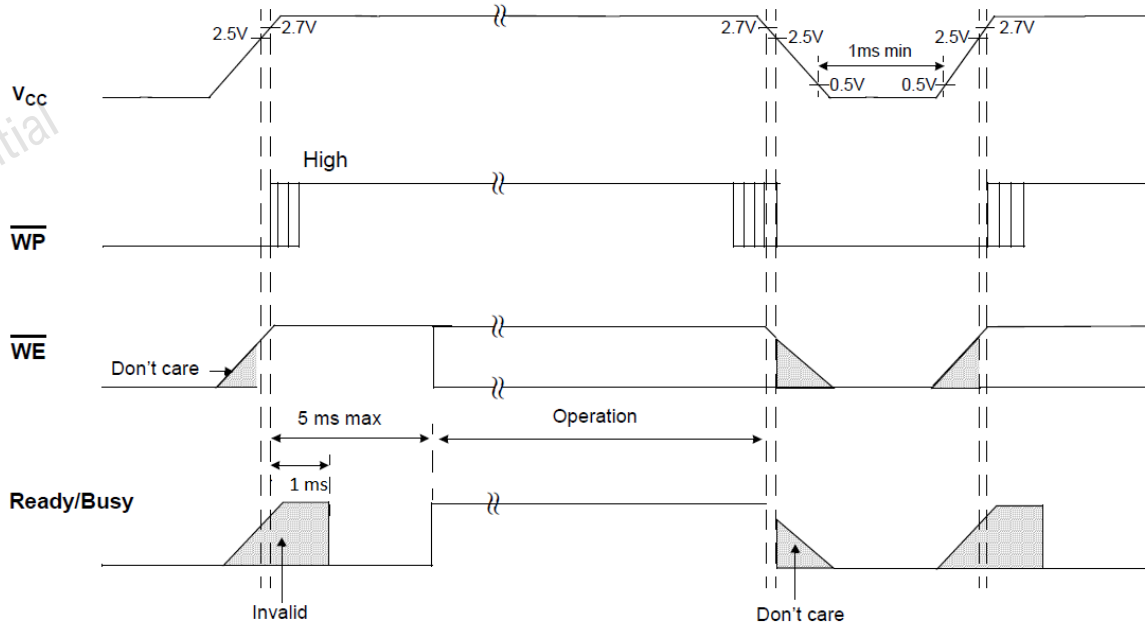 2.5V 2.7V 2.7V 2.5V 2.5V 2.7V
1ms min
0.5V 0.5V
VCC
High
WP
WE
Don't care
5 ms max
Operation
1 ms
Ready/Busy
Invalid
Don't care